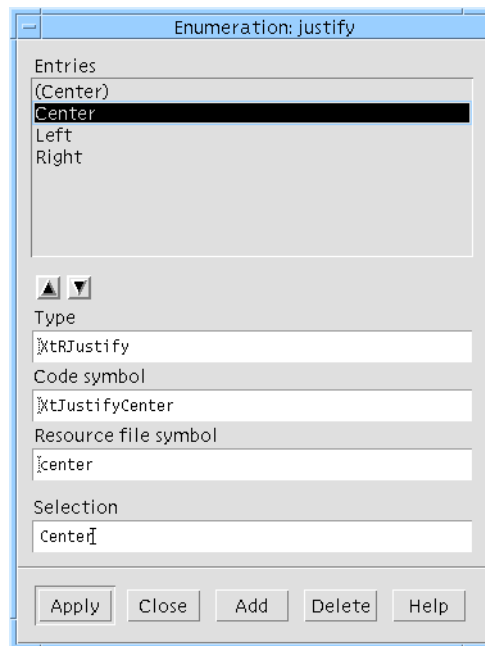 Enumeration: justify
Entries
(Center)
Center
Left
Right
Type
XtRJustify
Code symbol
XtJustifyCenter
Resource file symbol
center
Selection
Center
Apply Close Add Delete Help